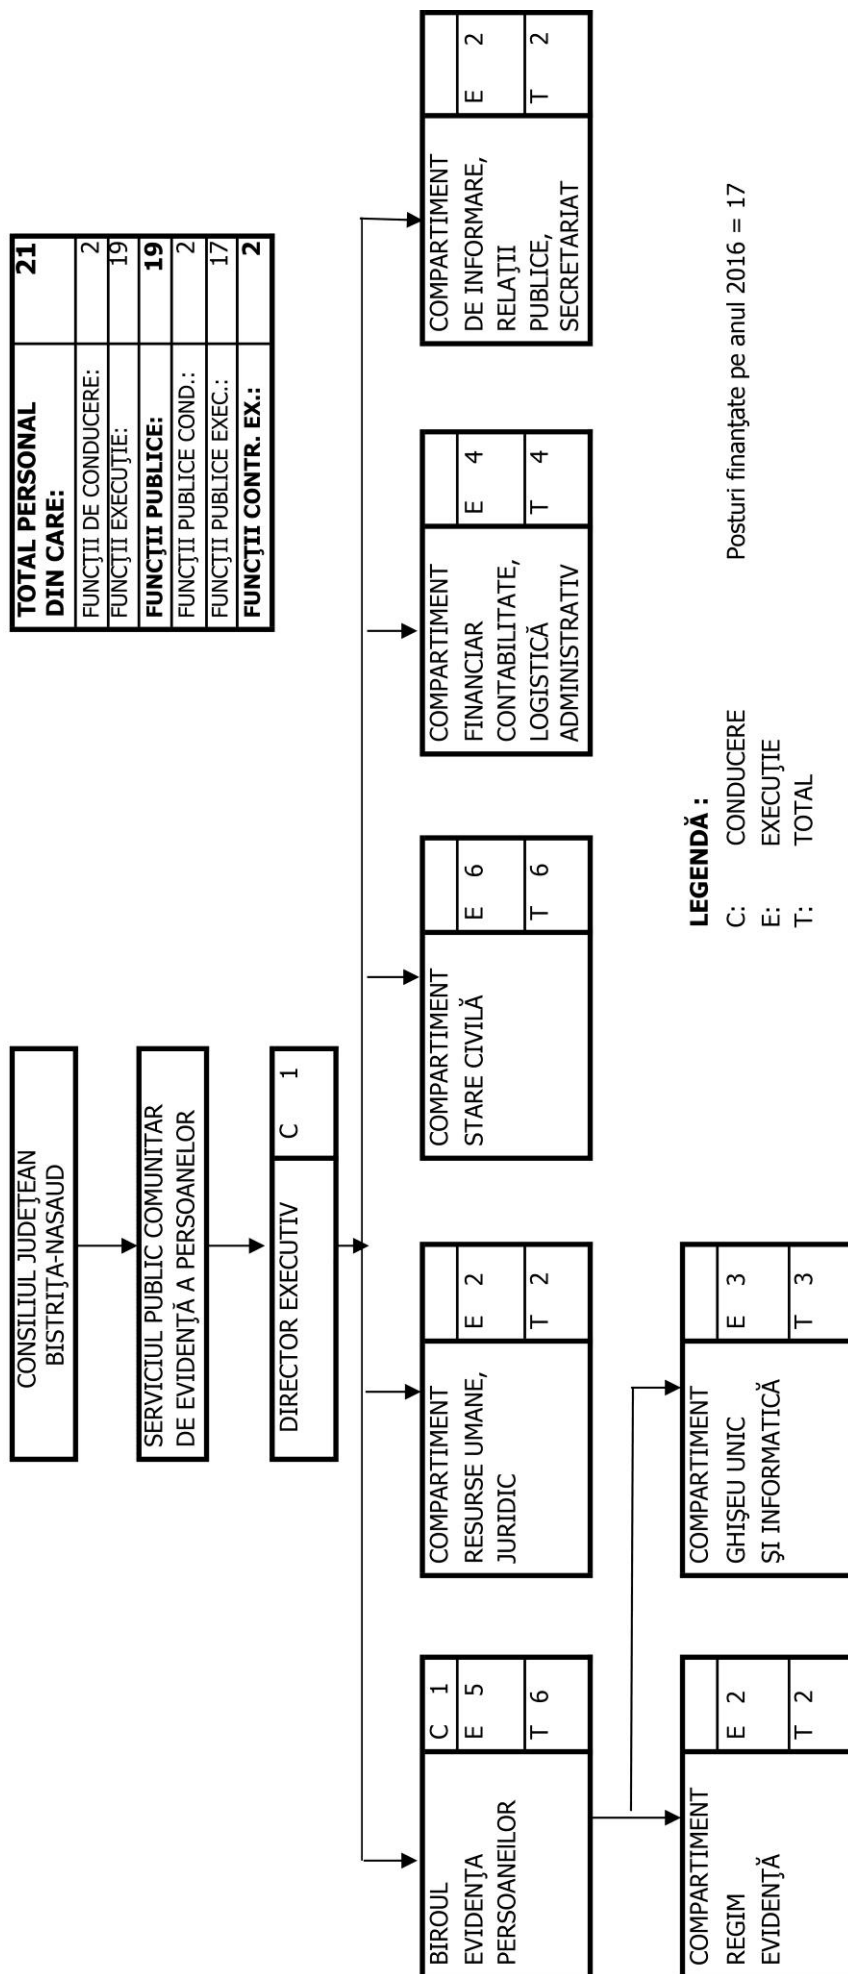 CONSILIUL JUDEŢEAN
BISTRIŢA-NASAUD
SERVICIUL PUBLIC COMUNITAR
DE EVIDENŢĂ A PERSOANELOR
DIRECTOR EXECUTIV C 1
TOTAL PERSONAL 21
DIN CARE:
FUNCŢII DE CONDUCERE: 2
FUNCŢII EXECUŢIE: 19
FUNCŢII PUBLICE: 19
FUNCŢII PUBLICE COND.: 2
FUNCŢII PUBLICE EXEC.: 17
FUNCŢII CONTR. EX.: 2
BIROUL
EVIDENŢA
PERSOANEILOR
C 1
E 5
T 6
COMPARTIMENT
RESURSE UMANE,
JURIDIC
E 2
T 2
COMPARTIMENT
STARE CIVILĂ
E 6
T 6
COMPARTIMENT
FINANCIAR
CONTABILITATE,
LOGISTICĂ
ADMINISTRATIV
E 4
T 4
COMPARTIMENT
DE INFORMARE,
RELAŢII
PUBLICE,
SECRETARIAT
E 2
T 2
COMPARTIMENT
REGIM
EVIDENŢĂ
E 2
T 2
COMPARTIMENT
GHIŞEU UNIC
ŞI INFORMATICĂ
E 3
T 3
LEGENDĂ :
C: CONDUCERE
E: EXECUŢIE
T: TOTAL
Posturi finanţate pe anul 2016 = 17